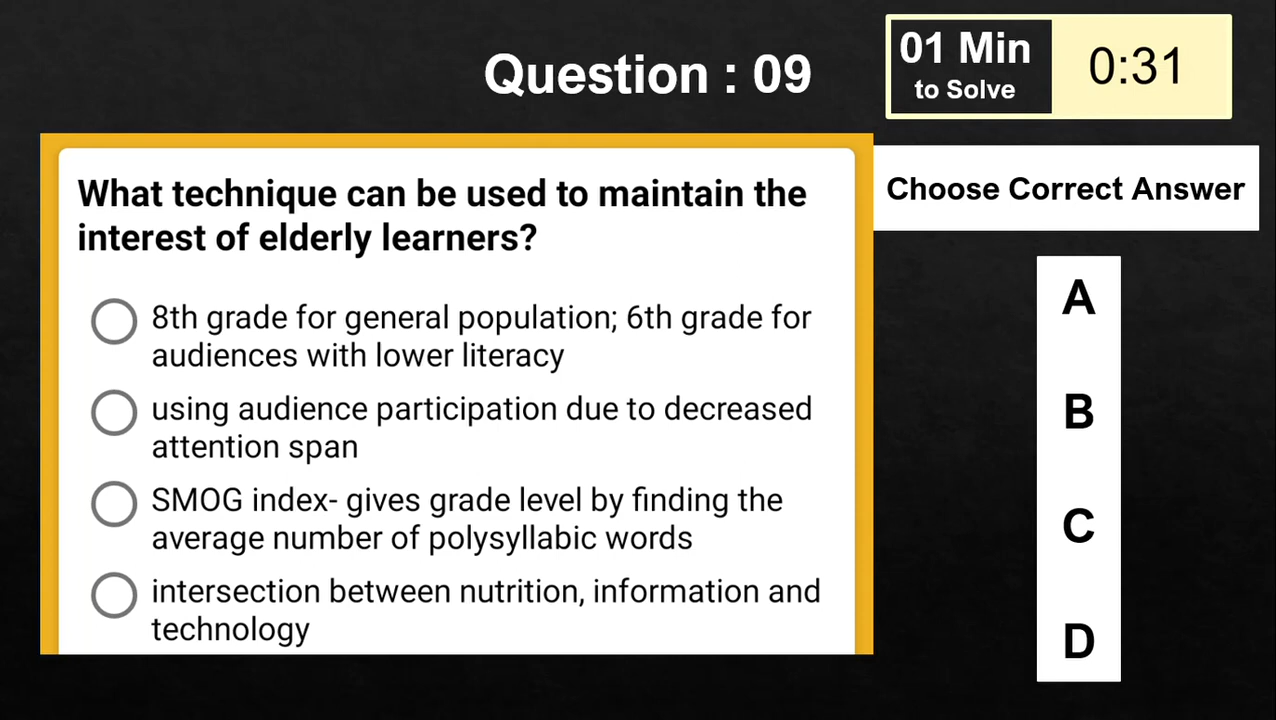 Question : 09
01 Min
to Solve
0:31
What technique can be used to maintain the
interest of elderly learners?
8th grade for general population; 6th grade for
audiences with lower literacy
using audience participation due to decreased
attention span
SMOG index- gives grade level by finding the
average number of polysyllabic words
intersection between nutrition, information and
technology
Choose Correct Answer
A
B
C
D